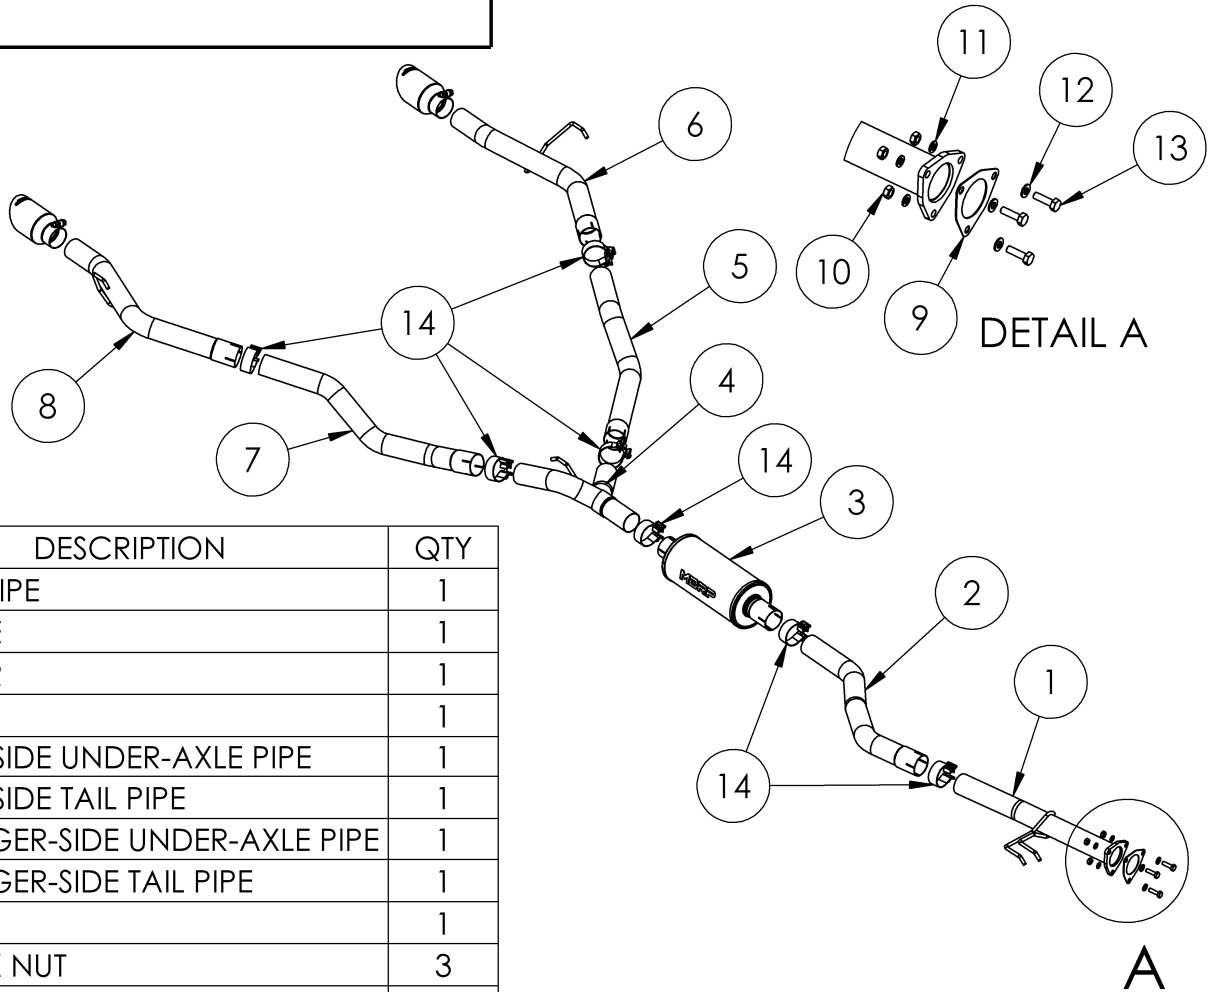 11
12
13
6
10
9
DETAIL A
5
14
4
8
7
14
3
MBRP
2
1
14
A
DESCRIPTION QTY
IPE 1
1
1
1
SIDE UNDER-AXLE PIPE 1
SIDE TAIL PIPE 1
GER-SIDE UNDER-AXLE PIPE 1
GER-SIDE TAIL PIPE 1
1
NUT 3